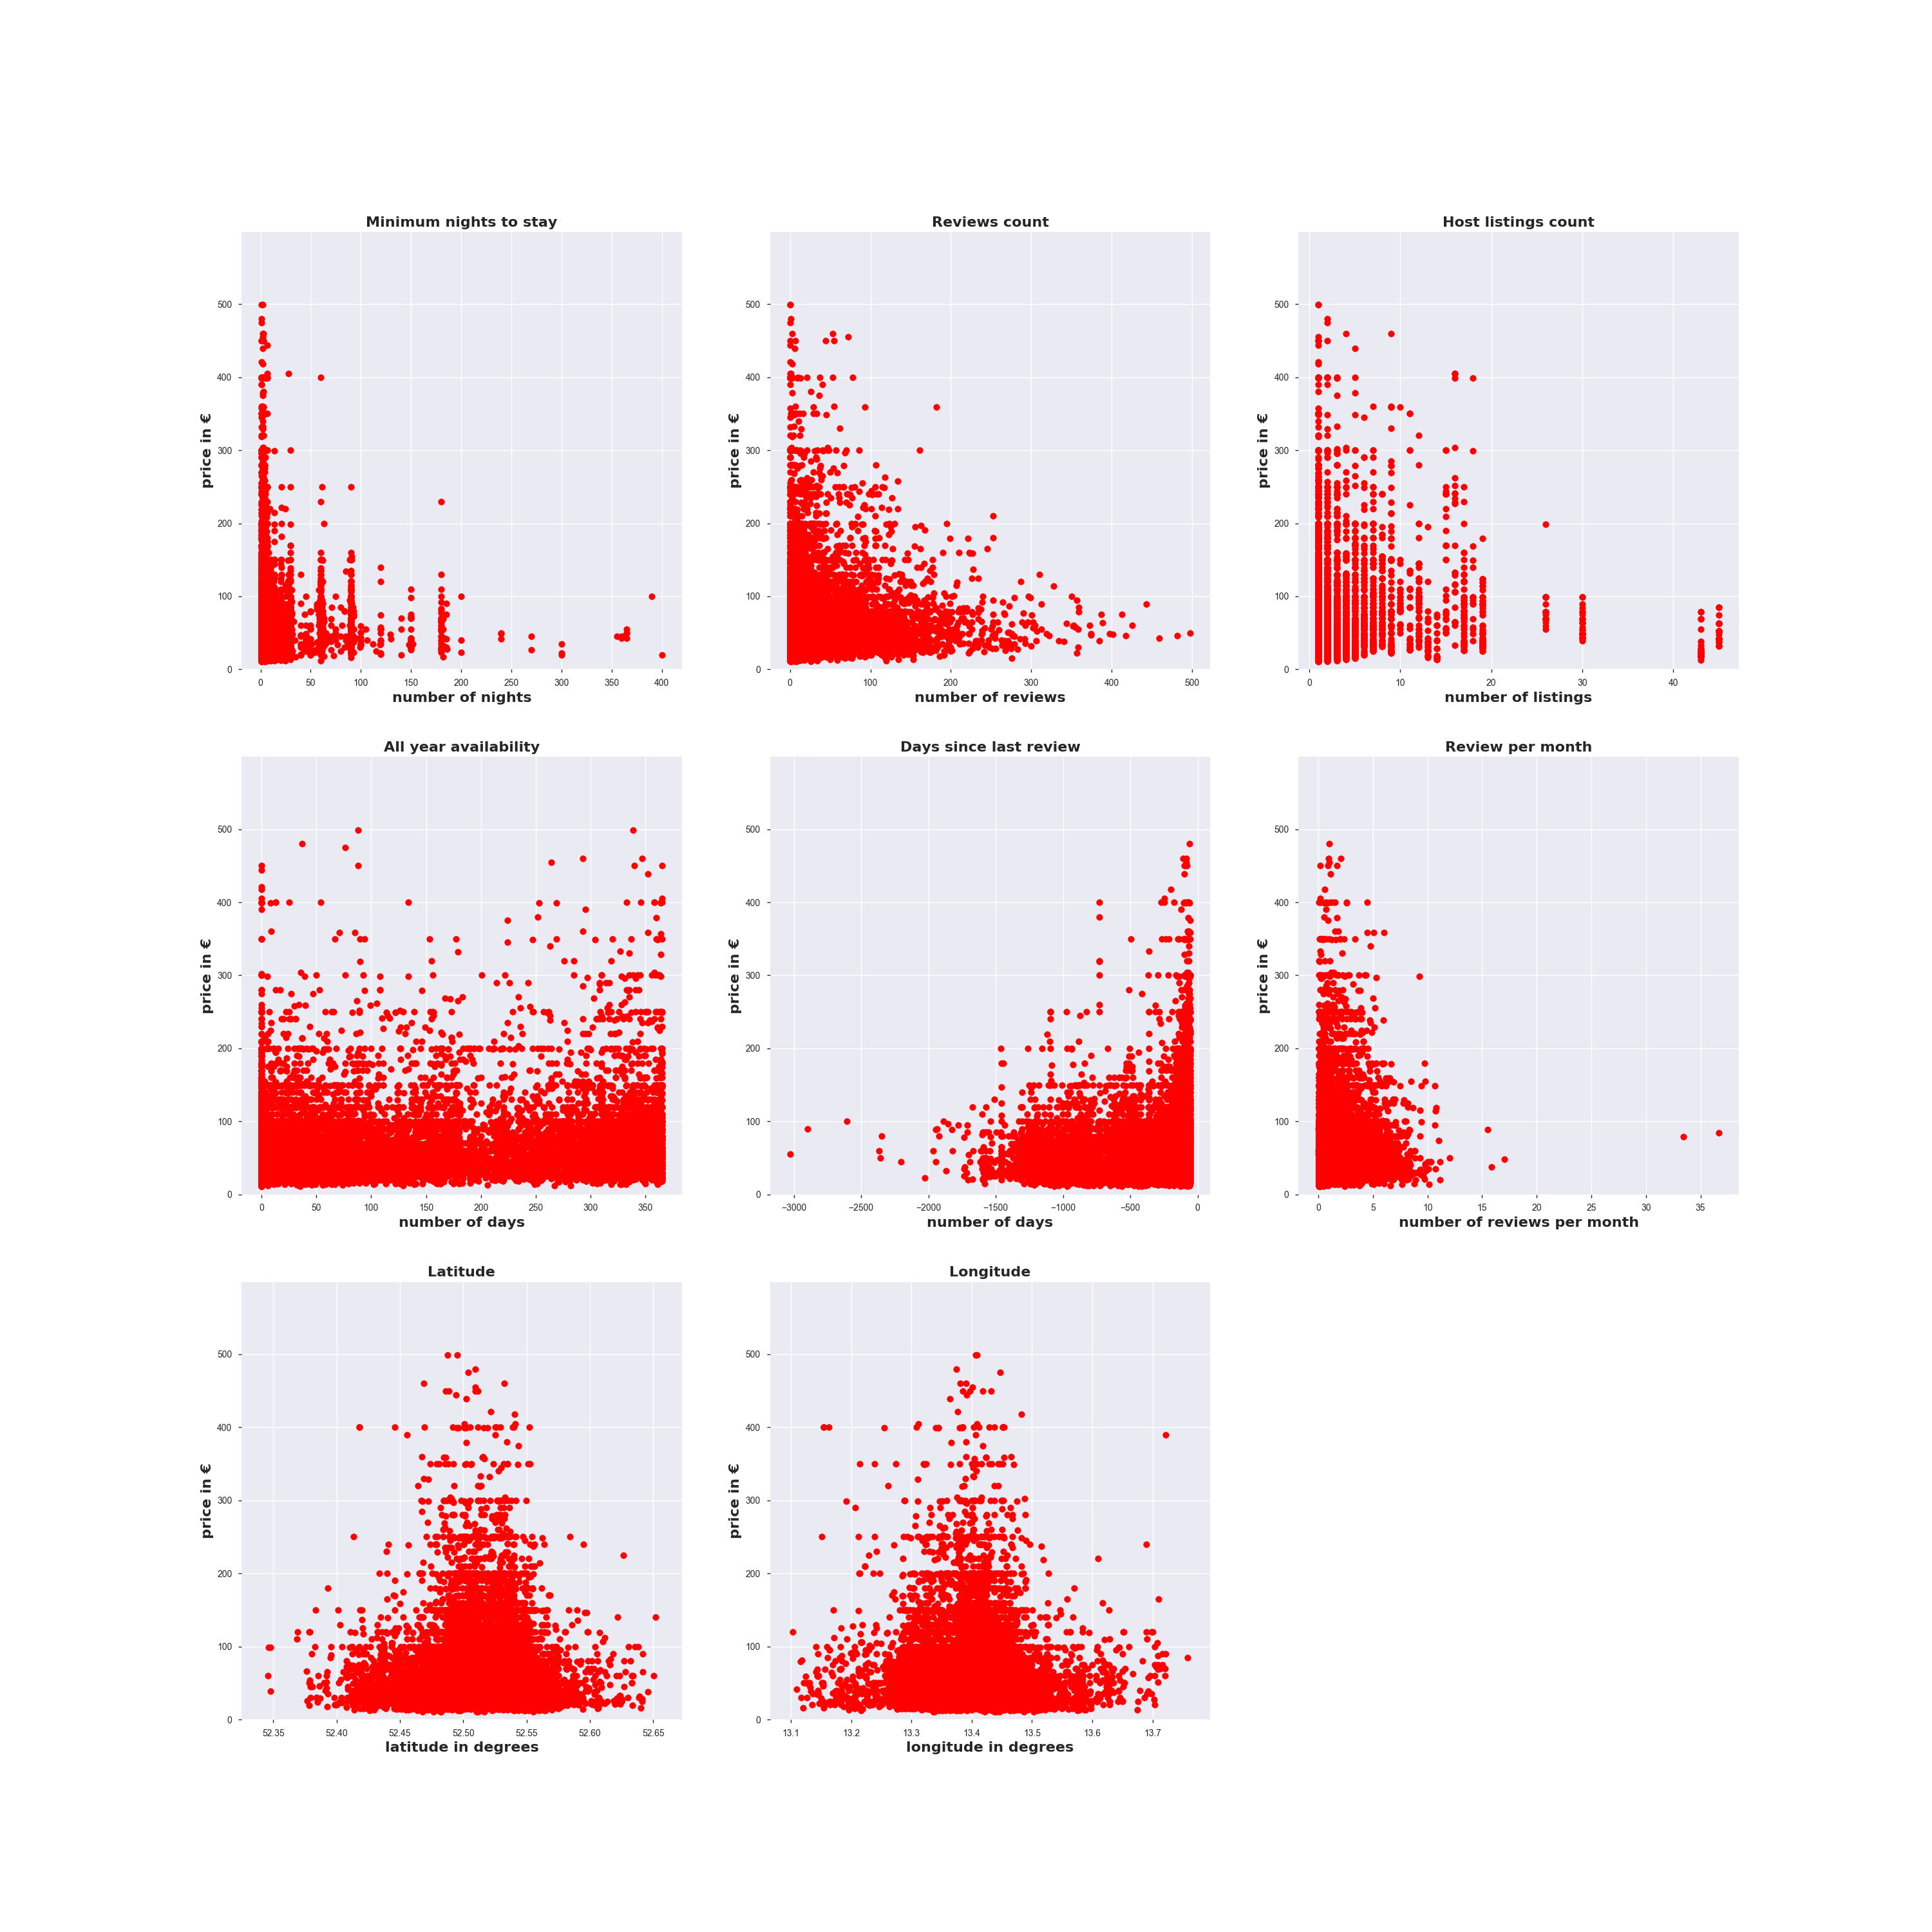 Minimum nights to stay
Reviews count
Host listings count
500
400
300
200
100
0
price in €
0 50 100 150 200 250 300 350 400
number of nights
500
400
300
200
100
0
price in €
0 100 200 300 400 500
number of reviews
500
400
300
200
100
0
price in €
0 10 20 30 40
number of listings
All year availability
Days since last review
Review per month
500
400
300
200
100
0
price in €
0 50 100 150 200 250 300 350
number of days
500
400
300
200
100
0
price in €
−3000 −2500 −2000 −1500 −1000 −500 0
number of days
500
400
300
200
100
0
price in €
0 5 10 15 20 25 30 35
number of reviews per month
Latitude
Longitude
500
400
300
200
100
0
price in €
52.35 52.40 52.45 52.50 52.55 52.60 52.65
latitude in degrees
500
400
300
200
100
0
price in €
13.1 13.2 13.3 13.4 13.5 13.6 13.7
longitude in degrees